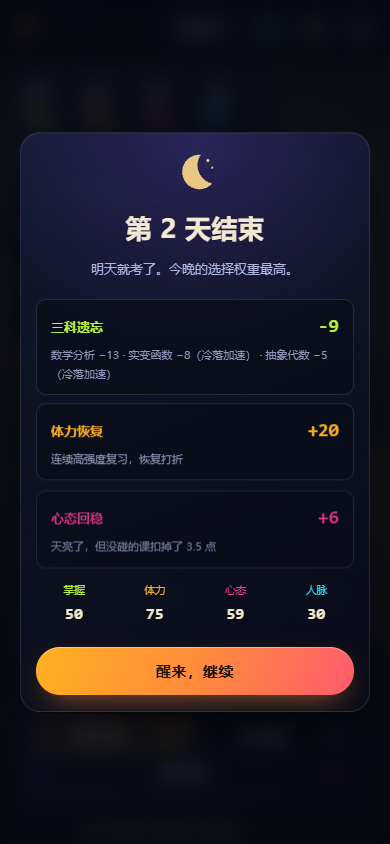 第 2 天结束
明天就考了。今晚的选择权重最高。
三科遗忘 -9
数学分析 −13 · 实变函数 −8（冷落加速） · 抽象代数 −5
（冷落加速）
体力恢复 +20
连续高强度复习，恢复打折
心态回稳 +6
天亮了，但没碰的课扣掉了 3.5 点
掌握 体力 心态 人脉
50 75 59 30
醒来，继续